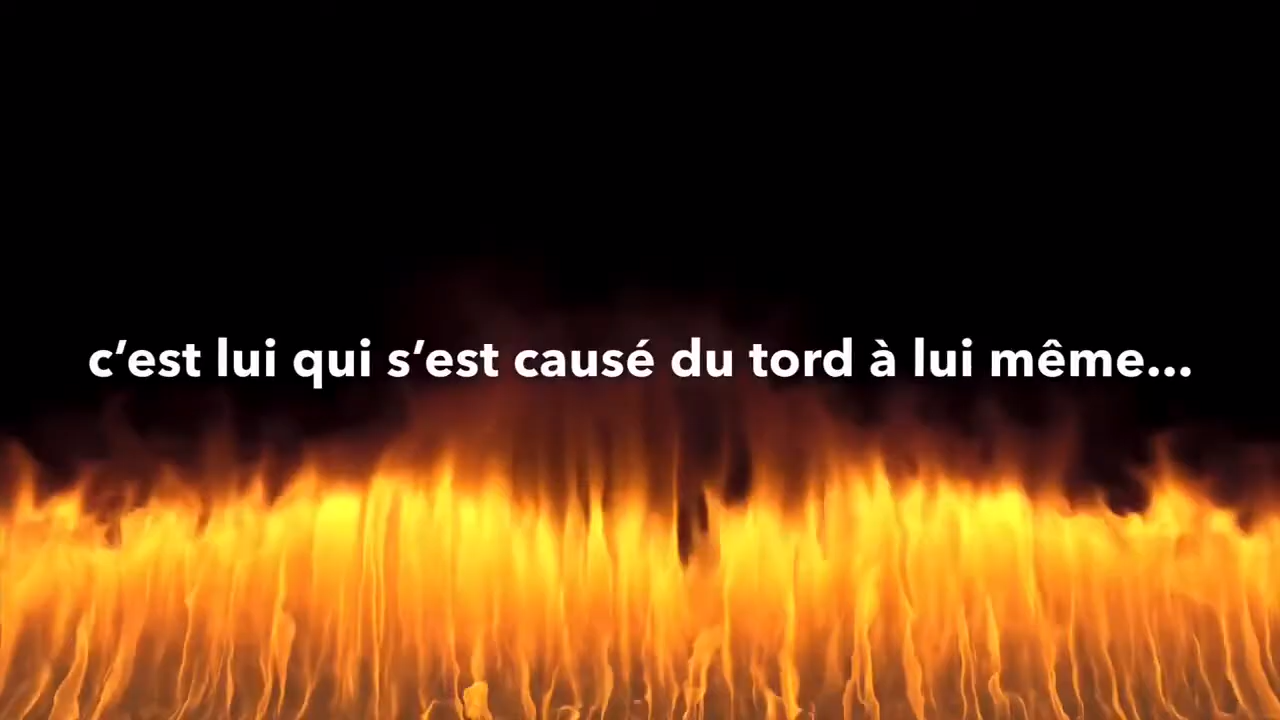 c’est lui qui s’est causé du tord à lui même...